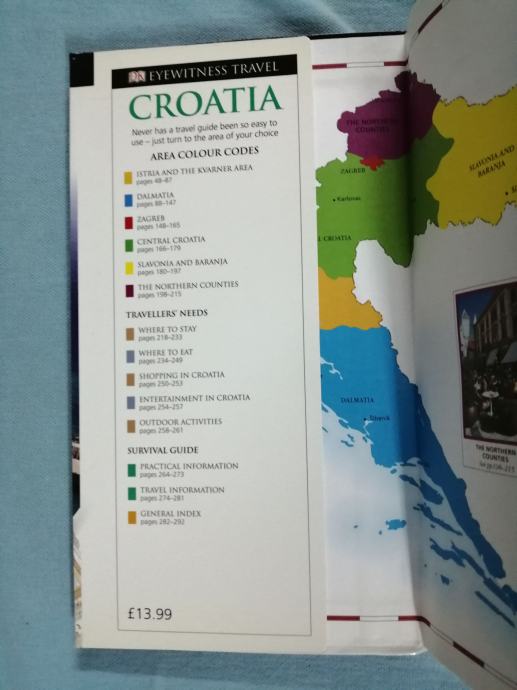 DK EYEWITNESS TRAVEL
CROATIA
Never has a travel guide been so easy to
use – just turn to the area of your choice
AREA COLOUR CODES
ISTRIA AND THE KVARNER AREA
pages 48–87
DALMATIA
pages 88–147
ZAGREB
pages 148–165
CENTRAL CROATIA
pages 166–179
SLAVONIA AND BARANJA
pages 180–197
THE NORTHERN COUNTIES
pages 198–215
TRAVELLERS' NEEDS
WHERE TO STAY
pages 218–233
WHERE TO EAT
pages 234–249
SHOPPING IN CROATIA
pages 250–253
ENTERTAINMENT IN CROATIA
pages 254–257
OUTDOOR ACTIVITIES
pages 258–261
SURVIVAL GUIDE
PRACTICAL INFORMATION
pages 264–273
TRAVEL INFORMATION
pages 274–281
GENERAL INDEX
pages 282–292
£13.99
THE NORTHERN
COUNTIES
ZAGREB
Karlovac
CROATIA
DALMATIA
Šibenik
SLAVONIA AND
BARANJA
THE NORTHERN
COUNTIES